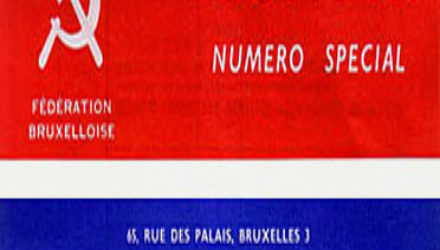 NUMERO SPECIAL
FÉDÉRATION
BRUXELLOISE
65, RUE DES PALAIS, BRUXELLES 3